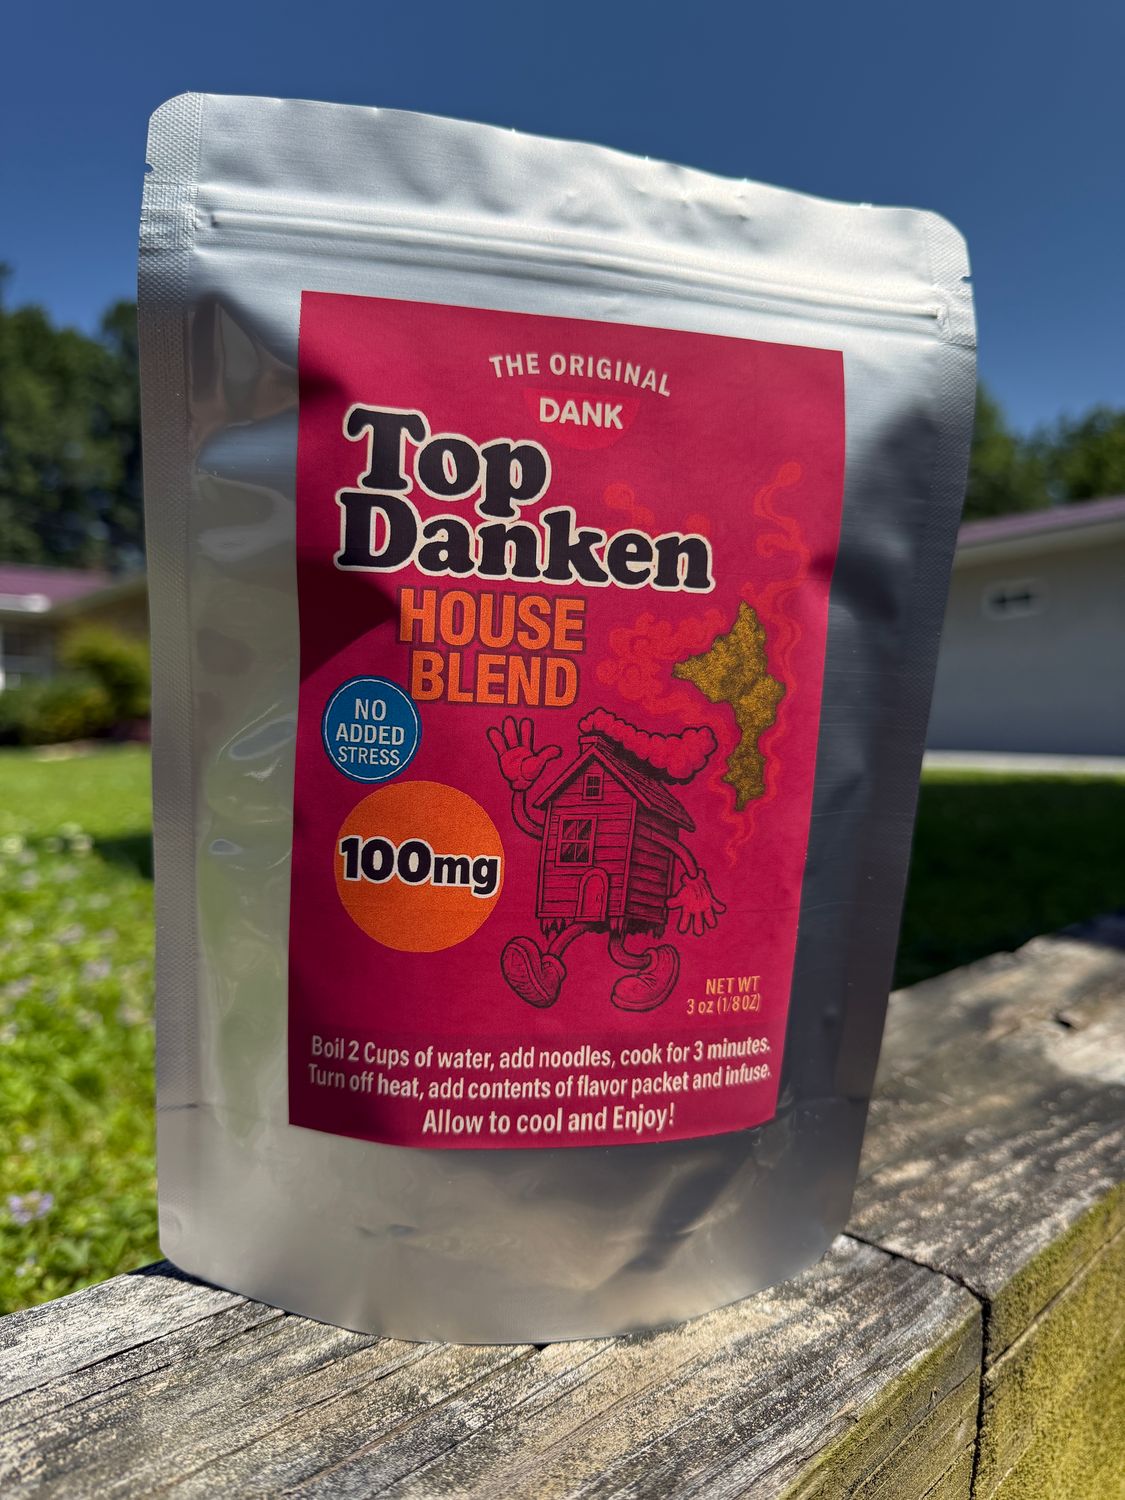 THE ORIGINAL
DANK
Top
Danken
HOUSE
BLEND
NO
ADDED
STRESS
100mg
NET WT
3 oz (1/8 OZ)
Boil 2 Cups of water, add noodles, cook for 3 minutes.
Turn off heat, add contents of flavor packet and infuse.
Allow to cool and Enjoy!